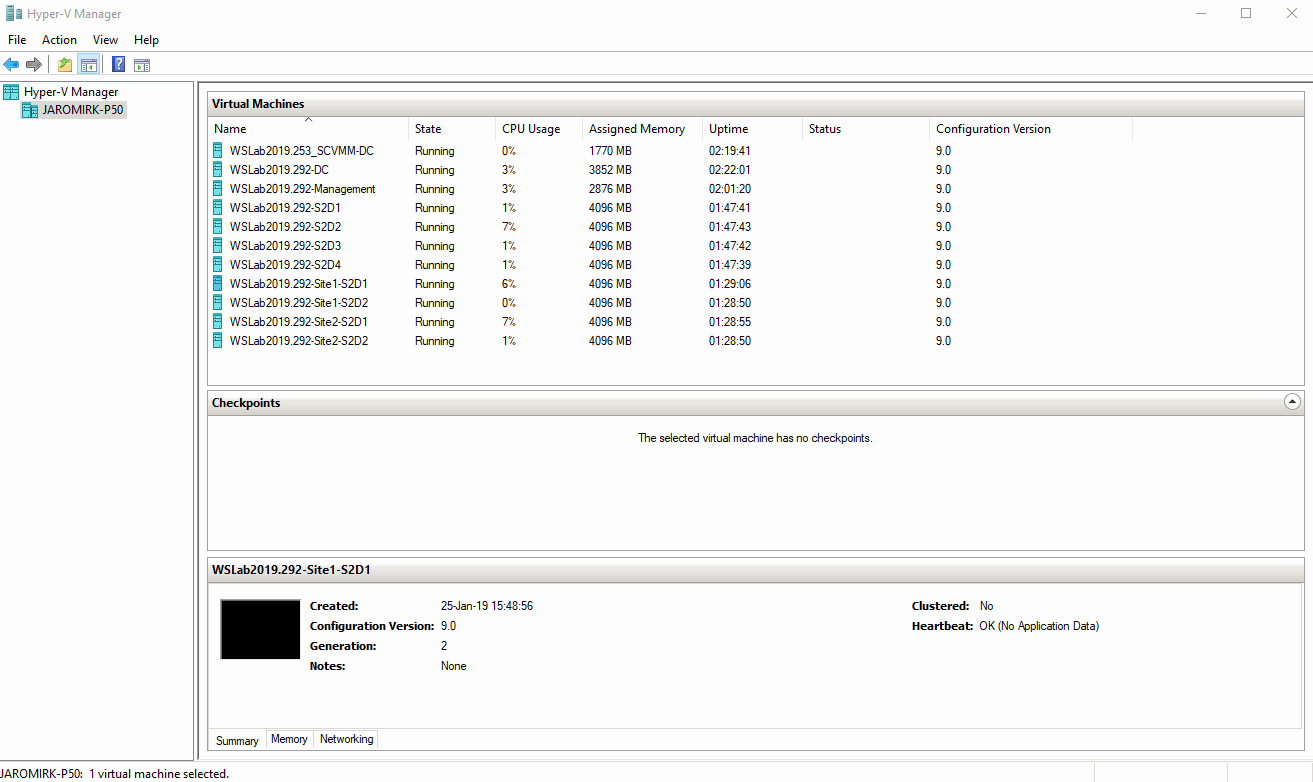 Hyper-V Manager
File Action View Help
Hyper-V Manager
JAROMIRK-P50
Virtual Machines
Name State CPU Usage Assigned Memory Uptime Status Configuration Version
WSLab2019.253_SCVMM-DC Running 0% 1770 MB 02:19:41 9.0
WSLab2019.292-DC Running 3% 3852 MB 02:22:01 9.0
WSLab2019.292-Management Running 3% 2876 MB 02:01:20 9.0
WSLab2019.292-S2D1 Running 1% 4096 MB 01:47:41 9.0
WSLab2019.292-S2D2 Running 7% 4096 MB 01:47:43 9.0
WSLab2019.292-S2D3 Running 1% 4096 MB 01:47:42 9.0
WSLab2019.292-S2D4 Running 1% 4096 MB 01:47:39 9.0
WSLab2019.292-Site1-S2D1 Running 6% 4096 MB 01:29:06 9.0
WSLab2019.292-Site1-S2D2 Running 0% 4096 MB 01:28:50 9.0
WSLab2019.292-Site2-S2D1 Running 7% 4096 MB 01:28:55 9.0
WSLab2019.292-Site2-S2D2 Running 1% 4096 MB 01:28:50 9.0
Checkpoints
The selected virtual machine has no checkpoints.
WSLab2019.292-Site1-S2D1
Created: 25-Jan-19 15:48:56 Clustered: No
Configuration Version: 9.0 Heartbeat: OK (No Application Data)
Generation: 2
Notes: None
Summary Memory Networking
JAROMIRK-P50: 1 virtual machine selected.